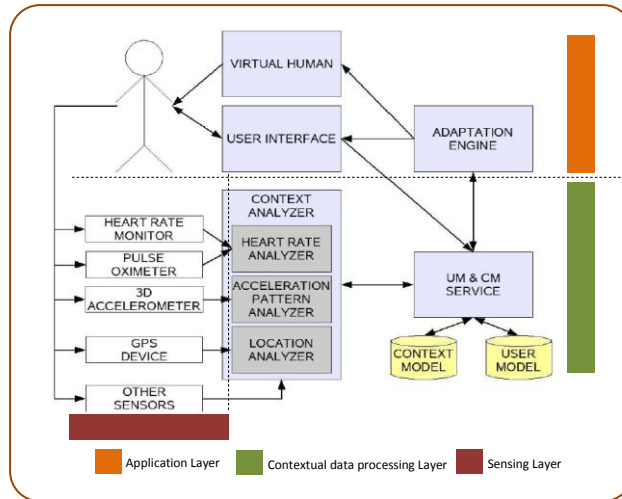 VIRTUAL HUMAN
USER INTERFACE
ADAPTATION
ENGINE
CONTEXT
ANALYZER
HEART RATE
MONITOR
HEART RATE
ANALYZER
PULSE
OXIMETER
3D
ACCELEROMETER
ACCELERATION
PATTERN
ANALYZER
UM & CM
SERVICE
GPS
DEVICE
LOCATION
ANALYZER
CONTEXT
MODEL
USER
MODEL
OTHER
SENSORS
Application Layer
Contextual data processing Layer
Sensing Layer